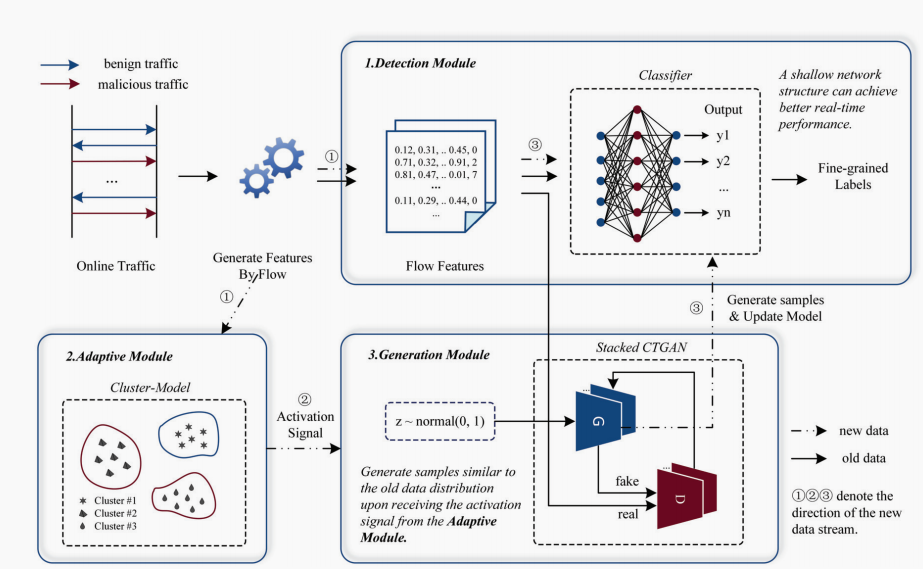 benign traffic
malicious traffic
...
Online Traffic
Generate Features
By Flow
①
①
1.Detection Module
0.12, 0.31, .. 0.45, 0
0.71, 0.32, .. 0.91, 2
0.81, 0.47, .. 0.01, 7
...
0.11, 0.29, .. 0.44, 0
...
Flow Features
③
Classifier
Output
y1
y2
...
yn
A shallow network
structure can achieve
better real-time
performance.
Fine-grained
Labels
③
Generate samples
& Update Model
2.Adaptive Module
Cluster-Model
Cluster #1
Cluster #2
Cluster #3
②
Activation
Signal
3.Generation Module
Stacked CTGAN
z ~ normal(0, 1)
...
G
...
D
fake
real
Generate samples similar to
the old data distribution
upon receiving the activation
signal from the Adaptive
Module.
new data
old data
①②③ denote the
direction of the new
data stream.